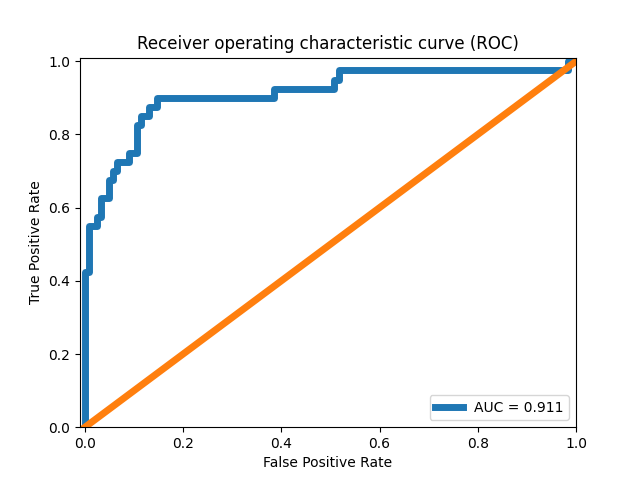 Receiver operating characteristic curve (ROC)
1.0
0.8
0.6
0.4
0.2
0.0
True Positive Rate
0.0 0.2 0.4 0.6 0.8 1.0
False Positive Rate
AUC = 0.911